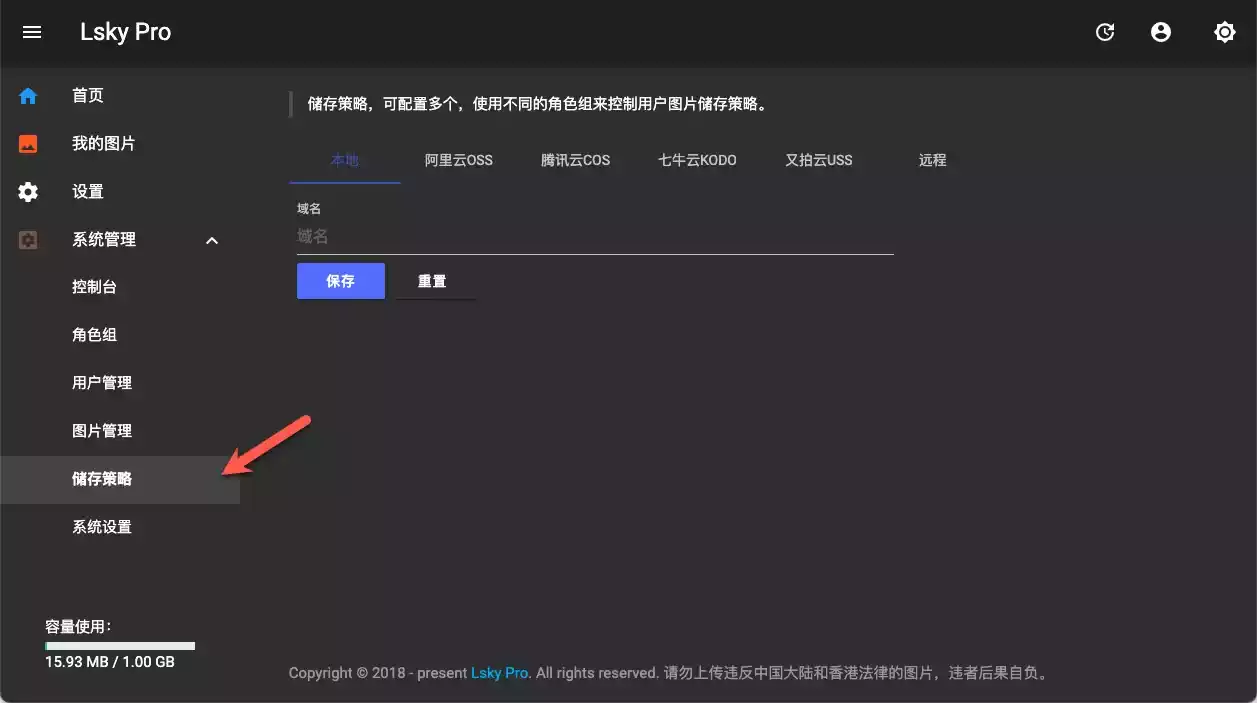 Lsky Pro
首页
我的图片
设置
系统管理
控制台
角色组
用户管理
图片管理
储存策略
系统设置
容量使用：
15.93 MB / 1.00 GB
储存策略，可配置多个，使用不同的角色组来控制用户图片储存策略。
本地 阿里云OSS 腾讯云COS 七牛云KODO 又拍云USS 远程
域名
域名
保存 重置
Copyright © 2018 - present Lsky Pro. All rights reserved. 请勿上传违反中国大陆和香港法律的图片，违者后果自负。